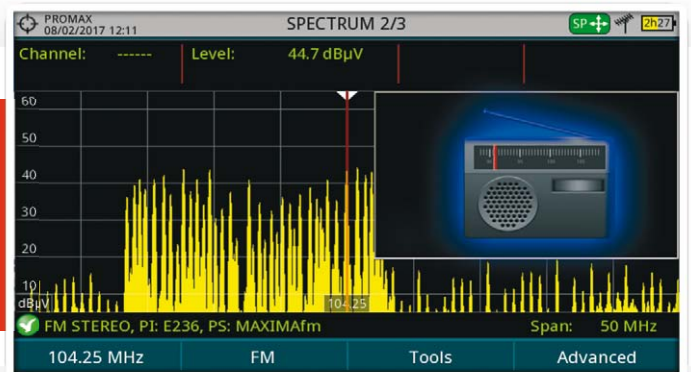 PROMAX
08/02/2017 12:11
SPECTRUM 2/3
SP
2h27
Channel: ------ Level: 44.7 dBµV
60
50
40
30
20
10
dBµV
104.25
FM STEREO, PI: E236, PS: MAXIMAfm
Span: 50 MHz
104.25 MHz FM Tools Advanced